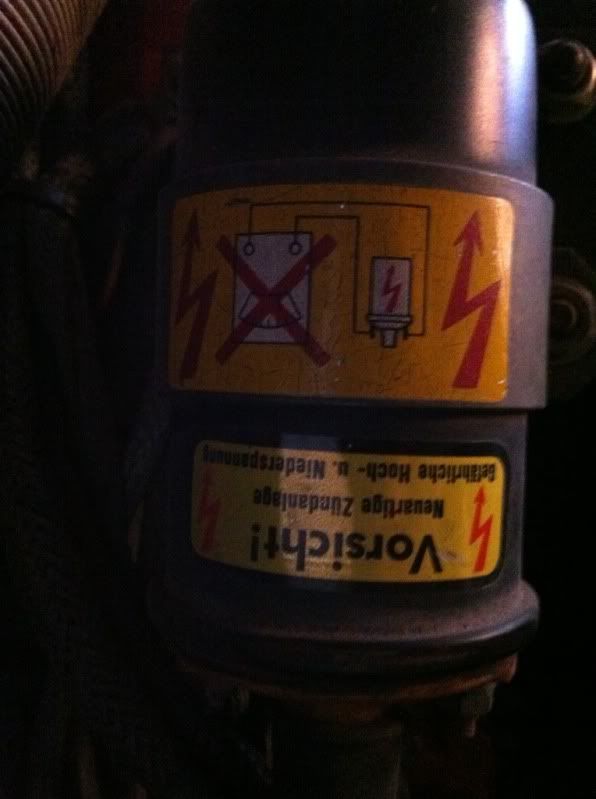 Vorsicht!
Neuartige Zündanlage
Gefährliche Hoch- u. Niederspannung